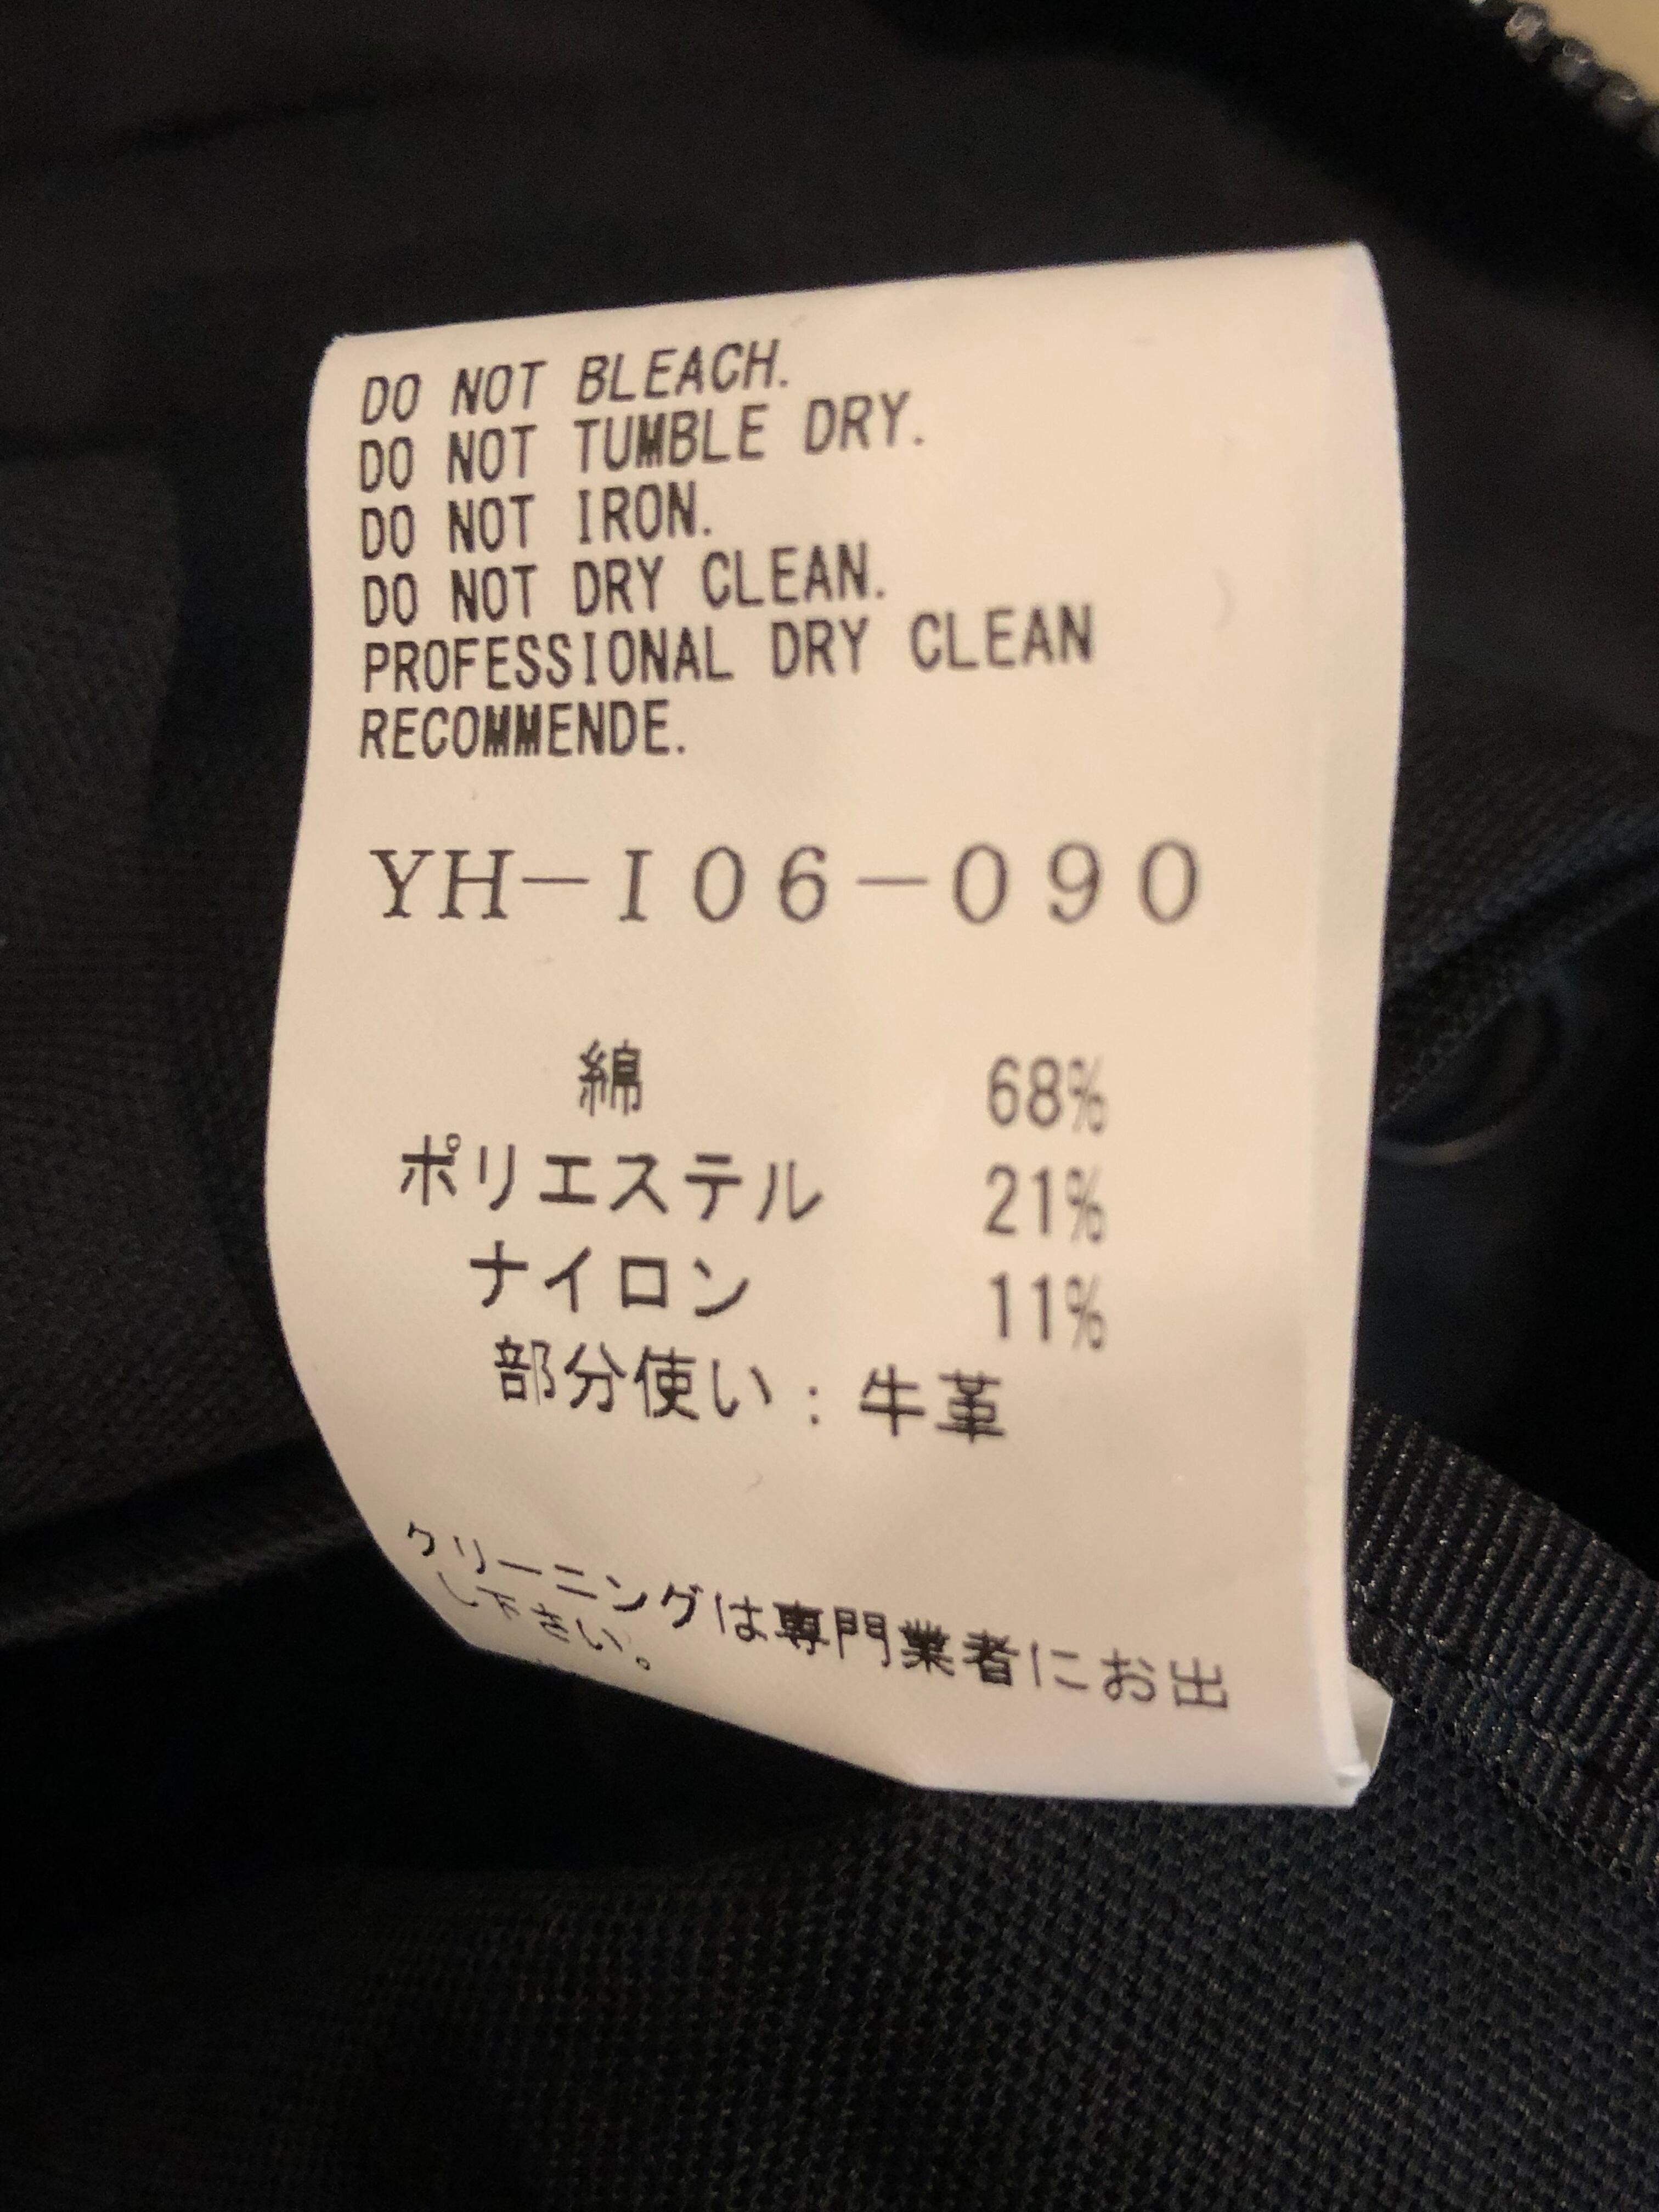 DO NOT BLEACH.
DO NOT TUMBLE DRY.
DO NOT IRON.
DO NOT DRY CLEAN.
PROFESSIONAL DRY CLEAN
RECOMMENDE.
YH-I06-090
綿 68%
ポリエステル 21%
ナイロン 11%
部分使い：牛革
クリーニングは専門業者にお出
し下さい。